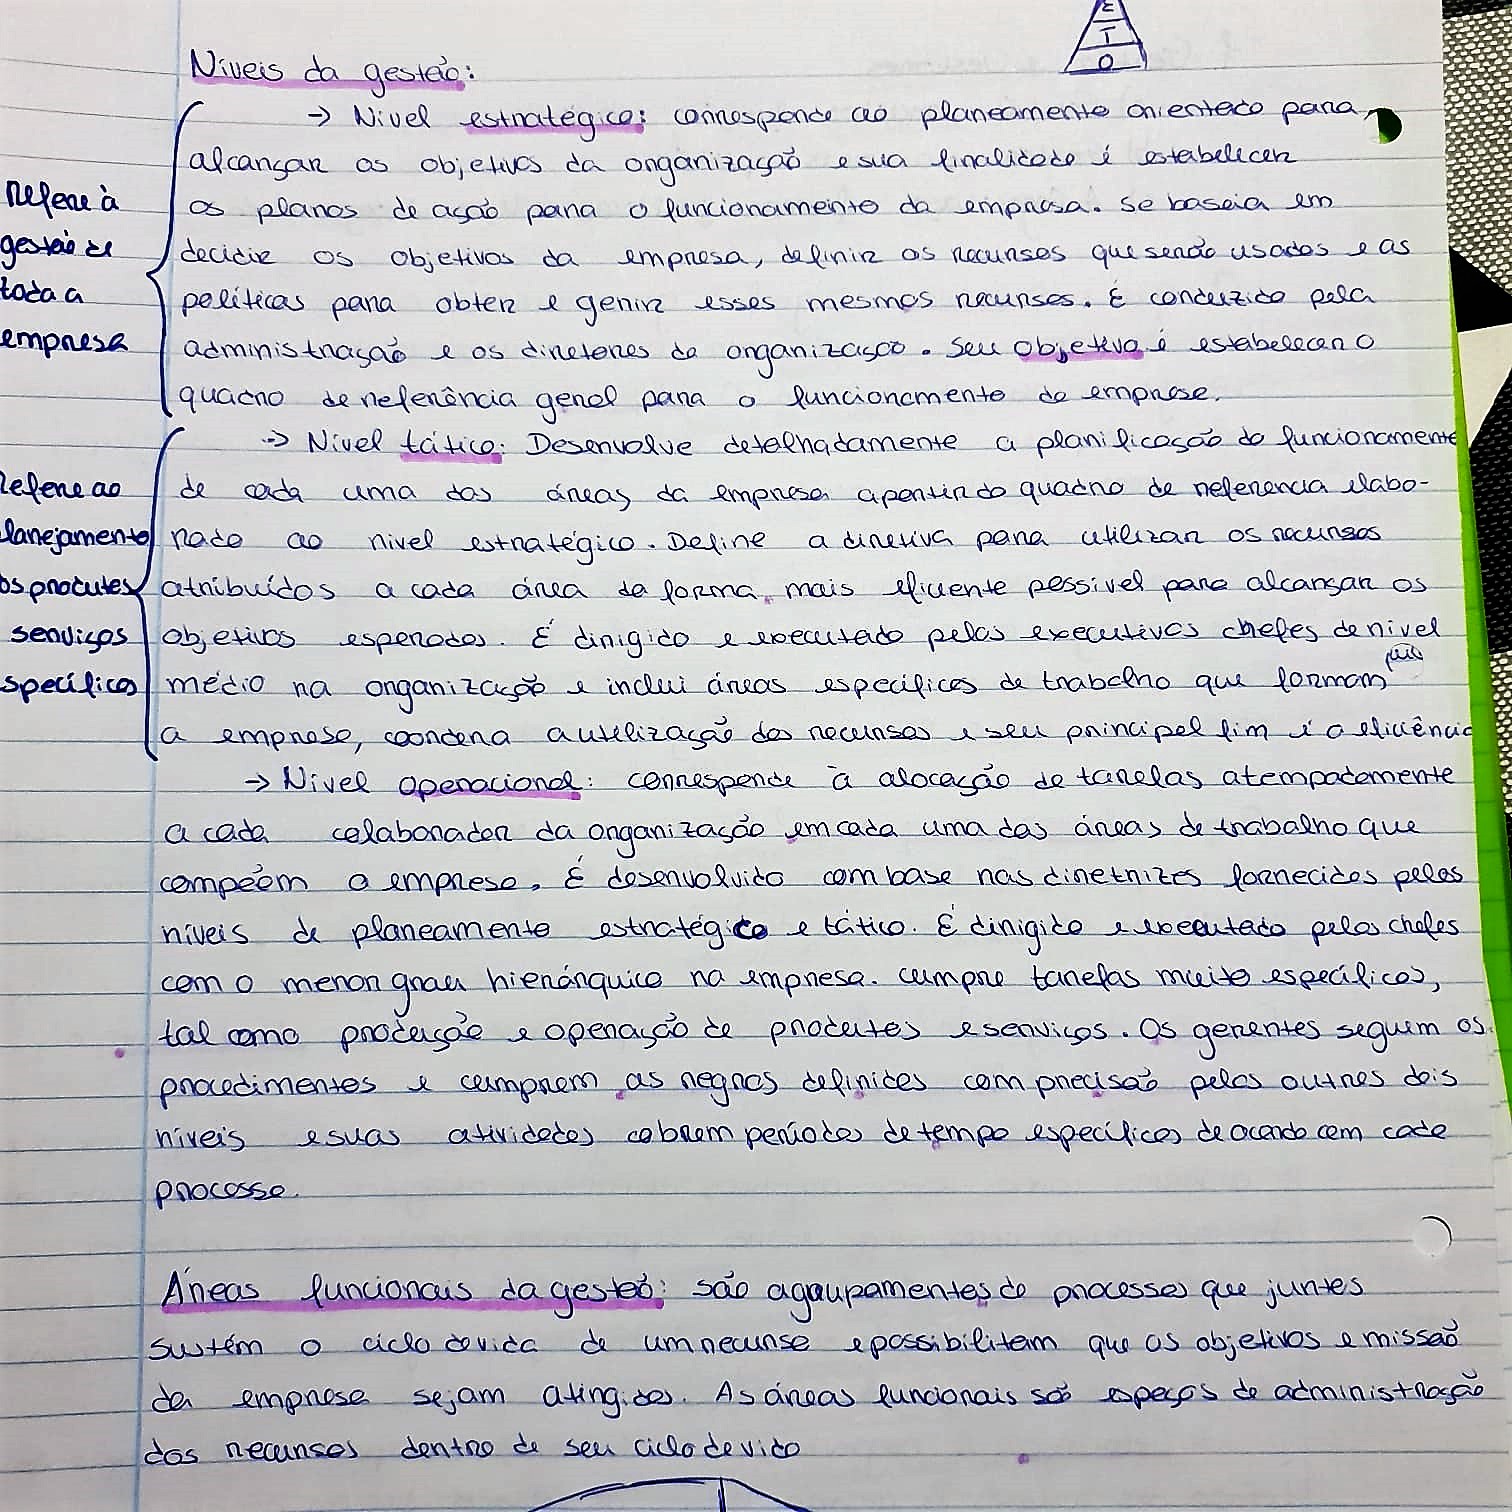 E
T
O
Níveis da gestão:
→ Nível estratégico: corresponde ao planeamento orientado para
alcançar os objetivos da organização e sua finalidade é estabelecer
os planos de ação para o funcionamento da empresa. Se baseia em
decidir os objetivos da empresa, definir os recursos que serão usados e as
políticas para obter e gerir esses mesmos recursos. É conduzido pela
administração e os diretores da organização. Seu objetivo é estabelecer o
quadro de referência geral para o funcionamento da empresa.
Refere à
gestão de
toda a
empresa
→ Nível tático: Desenvolve detalhadamente a planificação do funcionamento
de cada uma das áreas da empresa a partir do quadro de referencia elabo-
rado ao nivel estratégico. Define a diretiva para utilizar os recursos
atribuídos a cada área da forma mais eficiente possivel para alcançar os
objetivos esperados. É dirigido e executado pelos executivos chefes de nivel
médio na organização e inclui áreas específicas de trabalho que formam
a empresa, coordena a utilização dos recursos e seu principal fim é a eficiência
refere ao
lanejamento
os produtos
serviços
specíficos
→ Nível operacional: corresponde à alocação de tarefas atempadamente
a cada colaborador da organização em cada uma das áreas de trabalho que
compõem a empresa. É desenvolvido com base nas diretrizes fornecidas pelos
níveis de planeamento estratégico e tático. É dirigido e executado pelos chefes
com o menor grau hierárquico na empresa. Cumpre tarefas muito específicas,
tal como produção e operação de produtos e serviços. Os gerentes seguem os
procedimentos e cumprem as regras definidas com precisão pelos outros dois
níveis e suas atividades cobrem períodos de tempo específicos de acordo com cada
processo.
Áreas funcionais da gestão: são agrupamentos de processos que juntos
sustém o ciclo de vida de um recurso e possibilitam que os objetivos e missão
da empresa sejam atingidos. As áreas funcionais são espaços de administração
dos recursos dentro de seu ciclo de vida